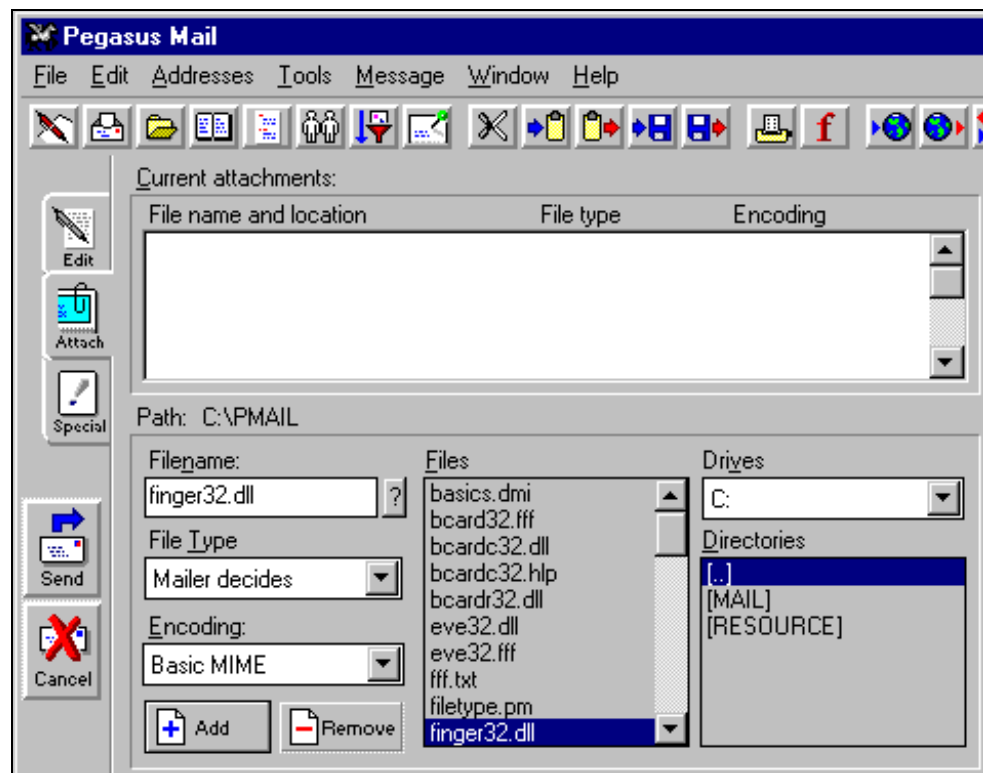 Pegasus Mail
File Edit Addresses Tools Message Window Help
f
Current attachments:
File name and location File type Encoding
Edit
Attach
Special
Path: C:\PMAIL
Filename: Files Drives
finger32.dll ? basics.dmi C:
bcard32.fff
File Type bcardc32.dll Directories
Send Mailer decides bcardc32.hlp [..]
bcardr32.dll [MAIL]
Encoding: eve32.dll [RESOURCE]
Cancel Basic MIME eve32.fff
fff.txt
filetype.pm
Add Remove finger32.dll